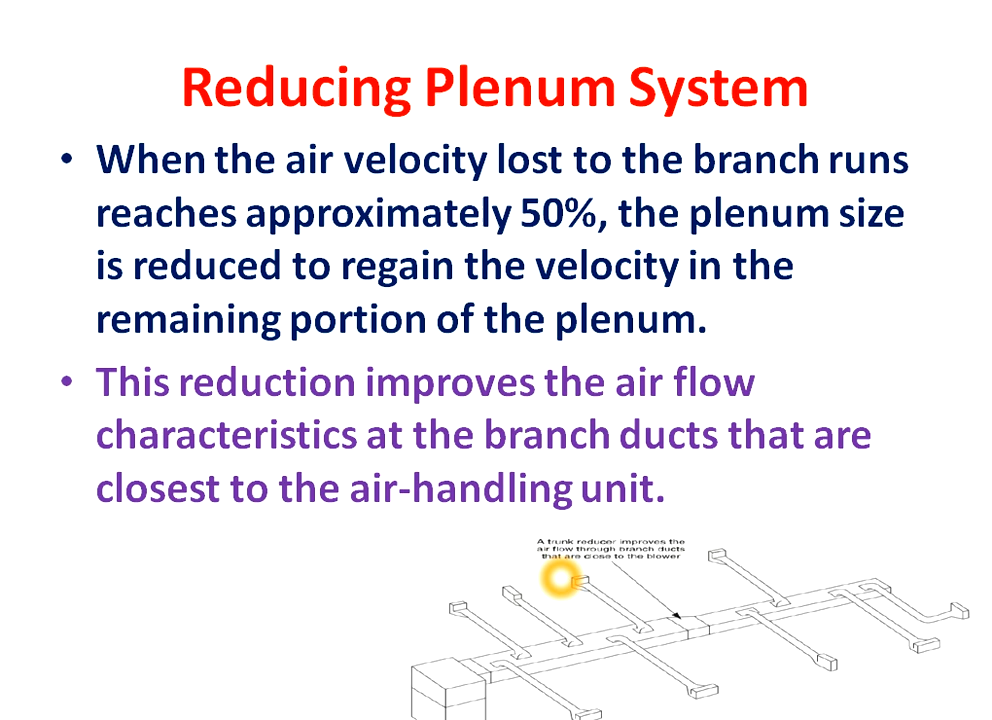 Reducing Plenum System
• When the air velocity lost to the branch runs
reaches approximately 50%, the plenum size
is reduced to regain the velocity in the
remaining portion of the plenum.
• This reduction improves the air flow
characteristics at the branch ducts that are
closest to the air-handling unit.
A trunk reducer improves the
air flow through branch ducts
that are close to the blower